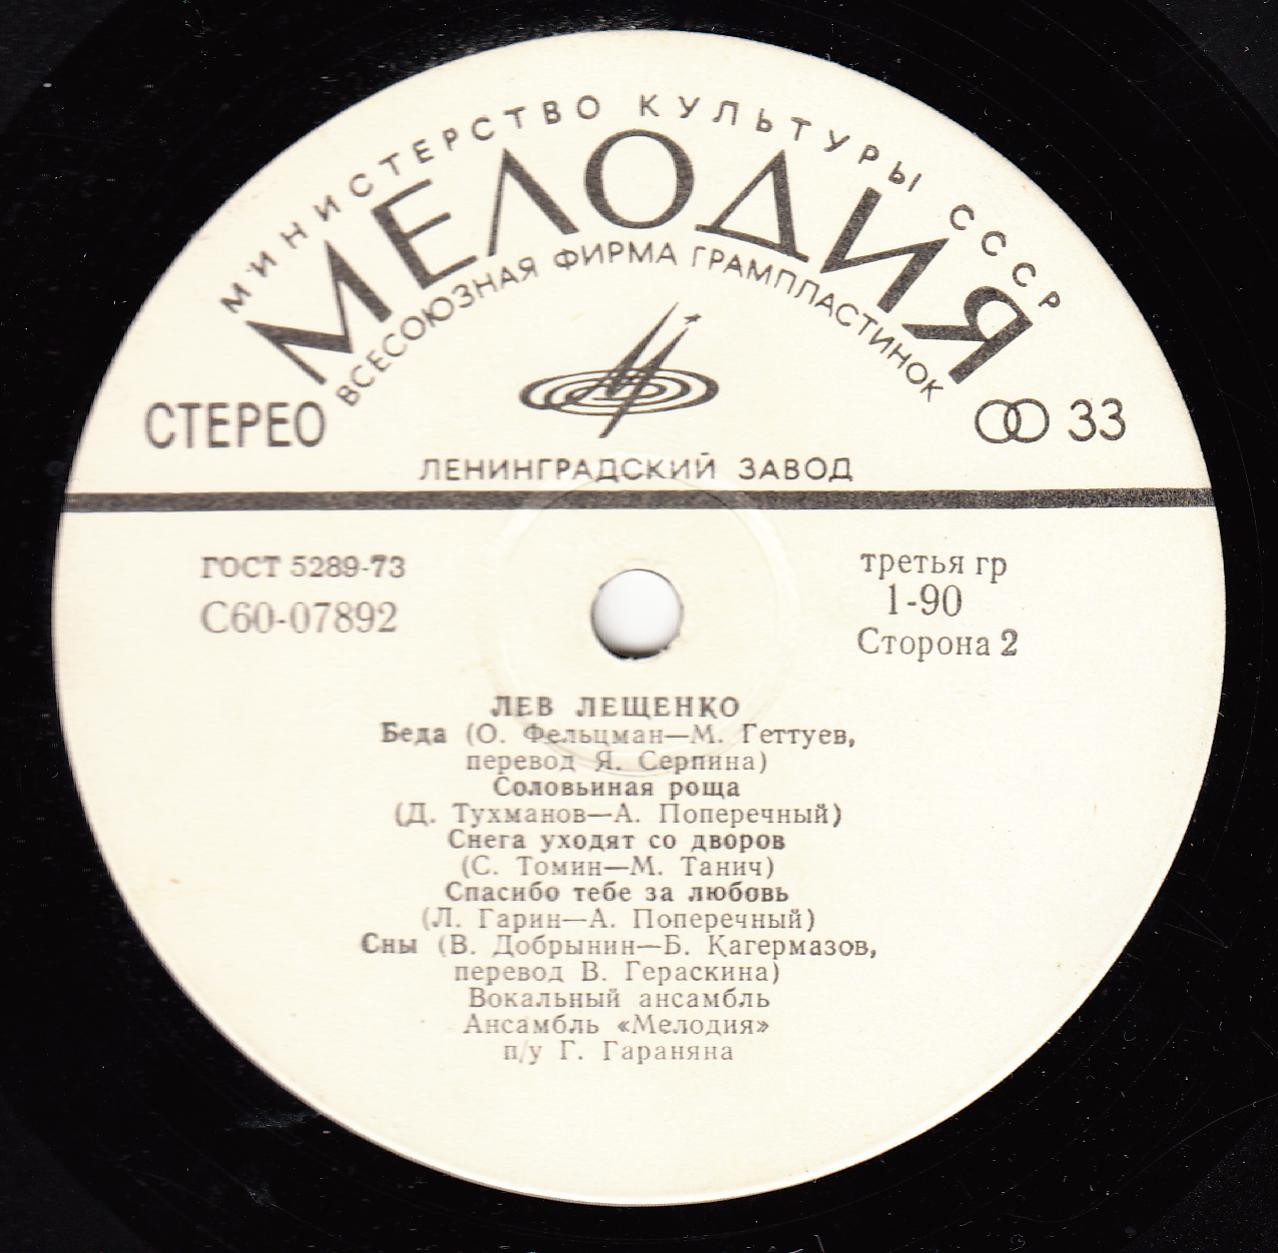 МИНИСТЕРСТВО КУЛЬТУРЫ СССР
МЕЛОДИЯ
ВСЕСОЮЗНАЯ ФИРМА ГРАМПЛАСТИНОК
СТЕРЕО
33
ЛЕНИНГРАДСКИЙ ЗАВОД
ГОСТ 5289-73
С60-07892
третья гр
1-90
Сторона 2
ЛЕВ ЛЕЩЕНКО
Беда (О. Фельцман—М. Геттуев,
перевод Я. Серпина)
Соловьиная роща
(Д. Тухманов—А. Поперечный)
Снега уходят со дворов
(С. Томин—М. Танич)
Спасибо тебе за любовь
(Л. Гарин—А. Поперечный)
Сны (В. Добрынин—Б. Кагермазов,
перевод В. Гераскина)
Вокальный ансамбль
Ансамбль «Мелодия»
п/у Г. Гараняна